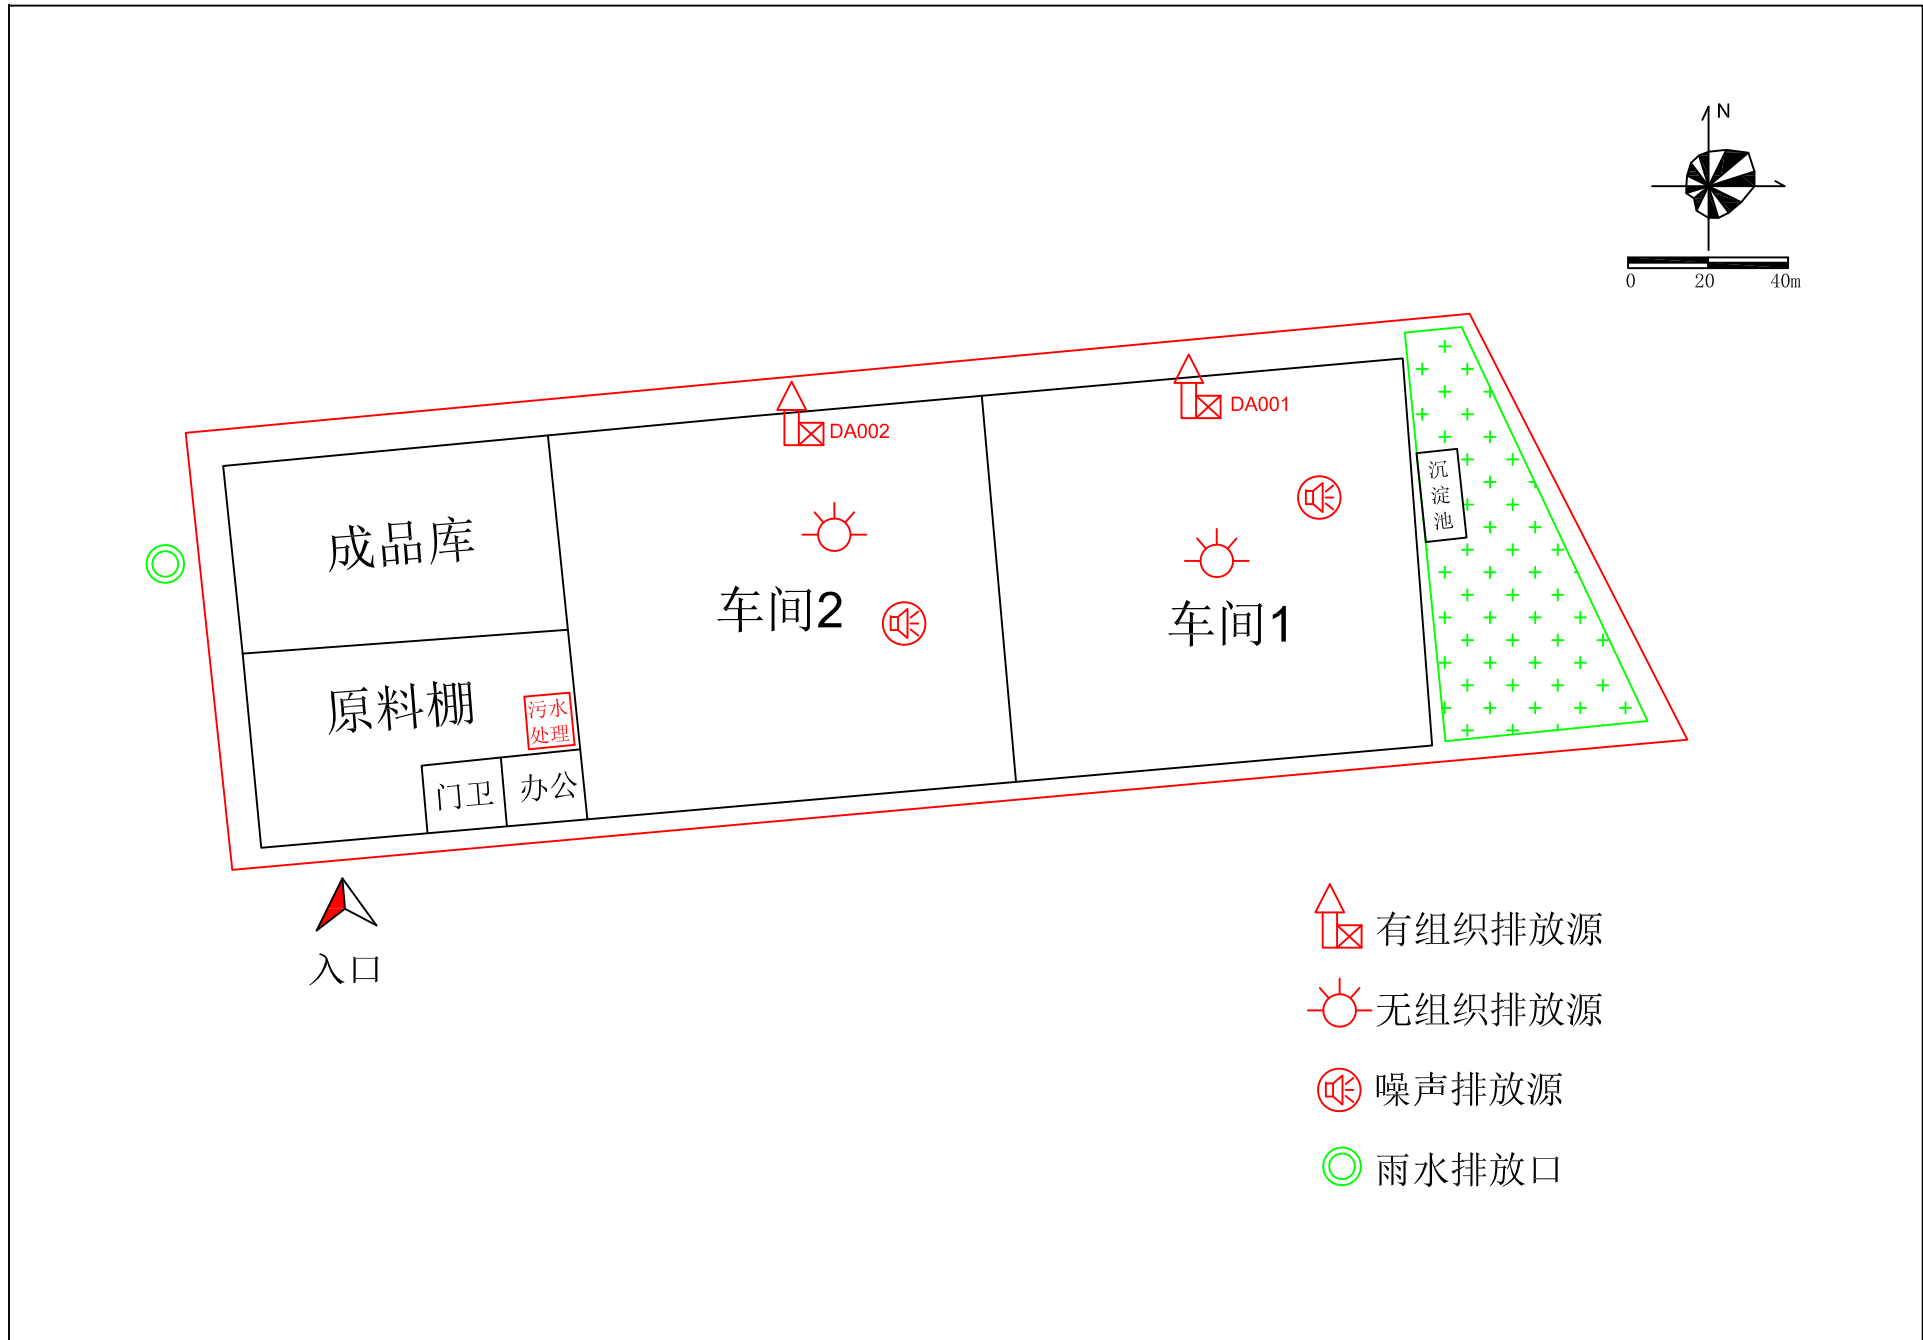 N
0 20 40m
DA001
DA002
沉淀池
成品库
车间2
车间1
原料棚
污水
处理
门卫
办公
入口
有组织排放源
无组织排放源
噪声排放源
雨水排放口